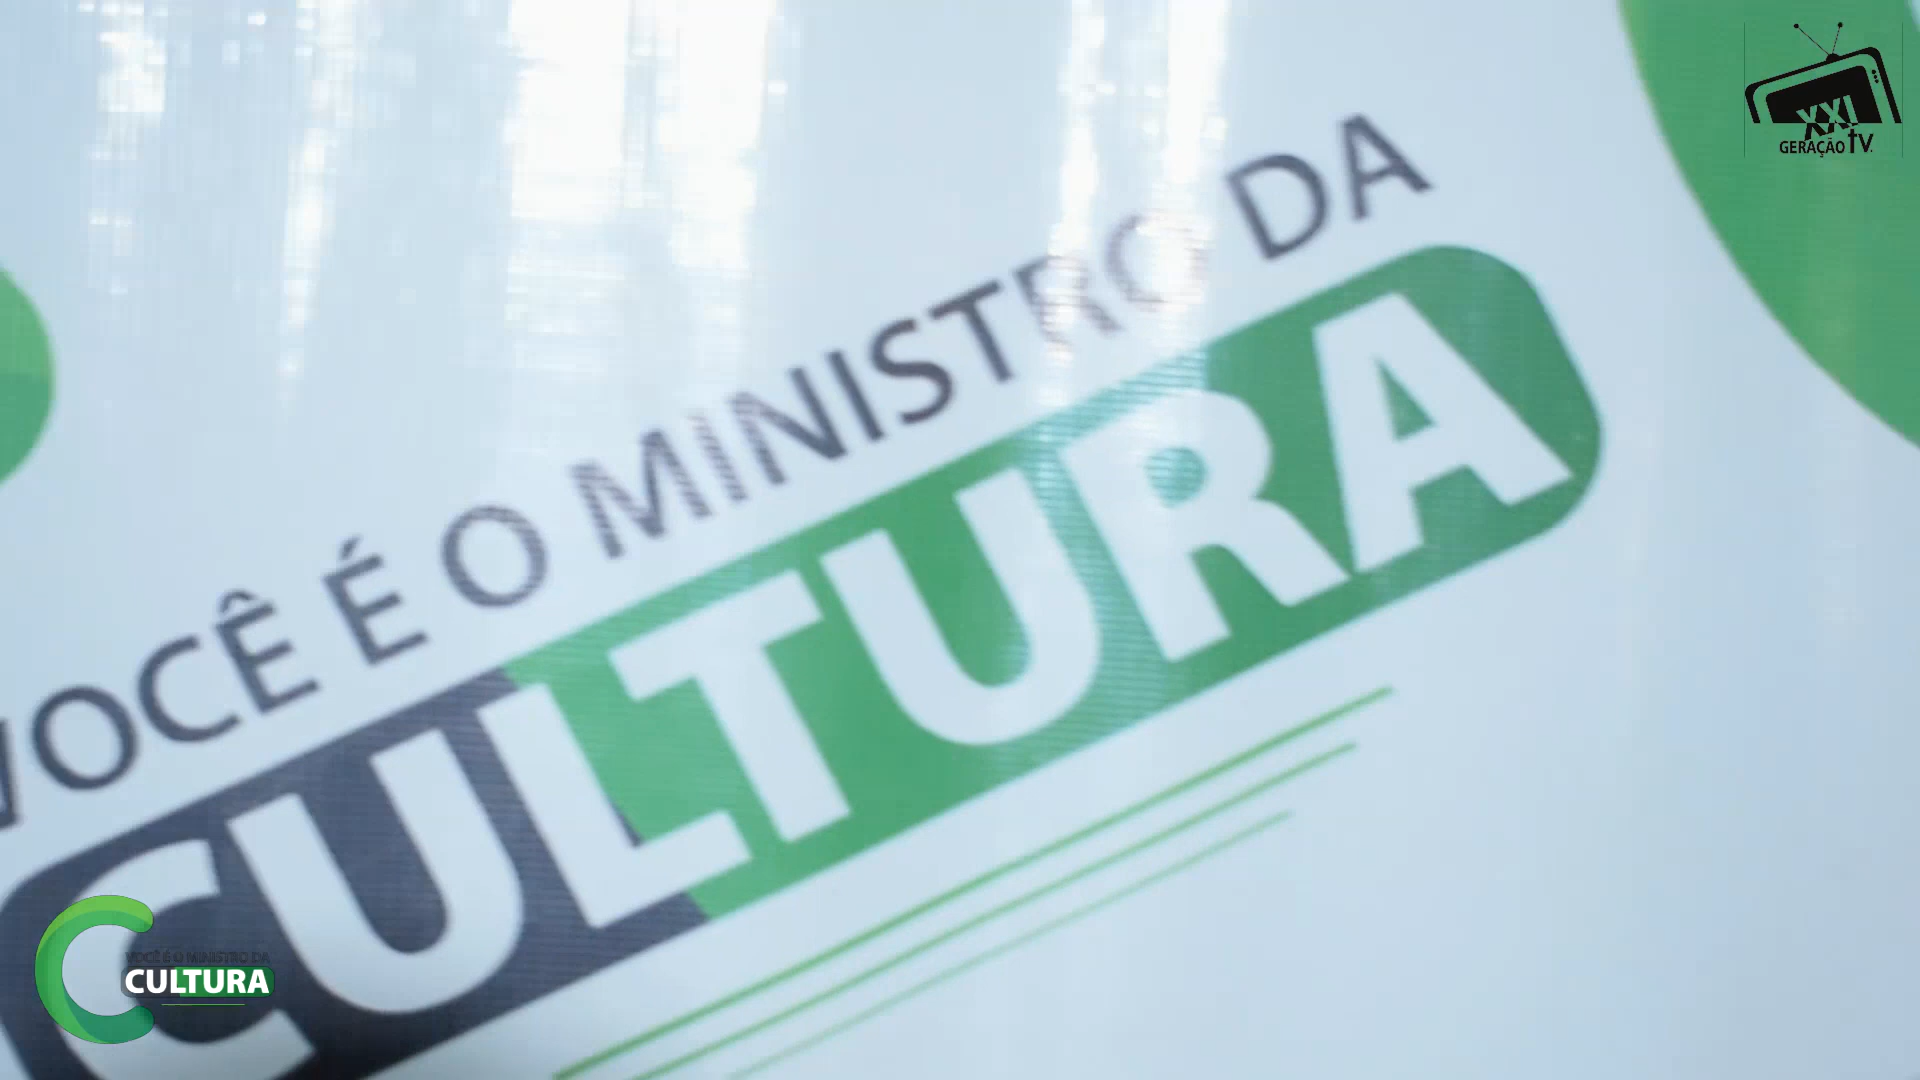 XXI
GERAÇÃO TV
VOCÊ É O MINISTRO DA
CULTURA
VOCÊ É O MINISTRO DA
CULTURA